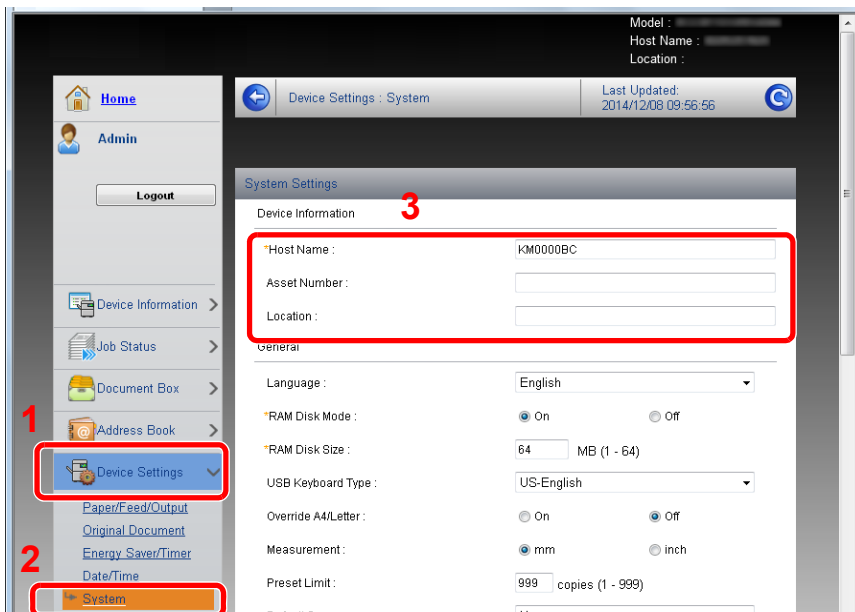 Model :
Host Name :
Location :
Home
Device Settings : System
Last Updated:
2014/12/08 09:56:56
Admin
Logout
System Settings
3
Device Information
*Host Name : KM0000BC
Asset Number :
Location :
Device Information
Job Status
Document Box
Address Book
1
Device Settings
Paper/Feed/Output
Original Document
Energy Saver/Timer
2
Date/Time
System
General
Language : English
*RAM Disk Mode : On Off
*RAM Disk Size : 64 MB (1 - 64)
USB Keyboard Type : US-English
Override A4/Letter : On Off
Measurement : mm inch
Preset Limit : 999 copies (1 - 999)